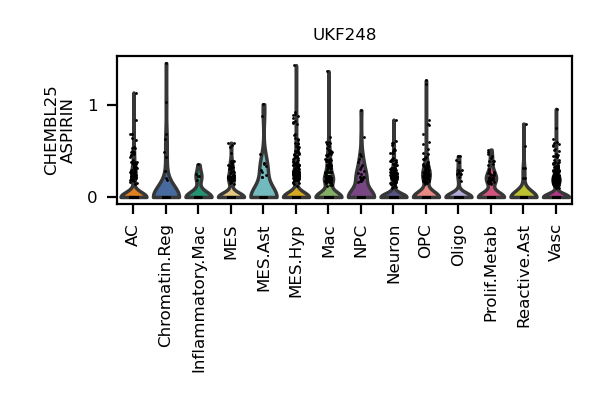 UKF248
CHEMBL25
ASPIRIN
1
0
AC
Chromatin.Reg
Inflammatory.Mac
MES
MES.Ast
MES.Hyp
Mac
NPC
Neuron
OPC
Oligo
Prolif.Metab
Reactive.Ast
Vasc